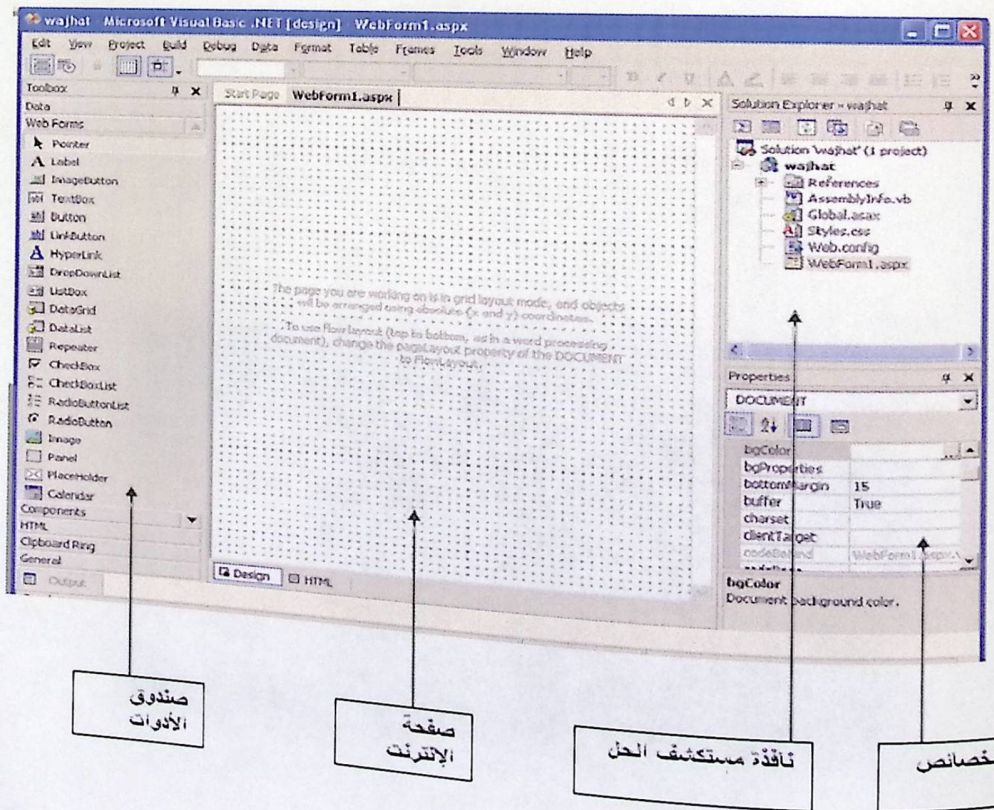 wajhat - Microsoft Visual Basic .NET [design] - WebForm1.aspx
Edit View Project Build Debug Data Format Table Frames Tools Window Help
Toolbox
Data
Web Forms
Pointer
Label
ImageButton
TextBox
Button
LinkButton
HyperLink
DropDownList
ListBox
DataGrid
DataList
Repeater
CheckBox
CheckBoxList
RadioButtonList
RadioButton
Image
Panel
PlaceHolder
Calendar
Components
HTML
Clipboard Ring
General
Output
Start Page WebForm1.aspx
The page you are working on is in grid layout mode, and objects
will be arranged using absolute (x and y) coordinates.
To use flow layout (top to bottom, as in a word processing
document), change the pageLayout property of the DOCUMENT
to FlowLayout.
Design HTML
Solution Explorer - wajhat
Solution 'wajhat' (1 project)
wajhat
References
AssemblyInfo.vb
Global.asax
Styles.css
Web.config
WebForm1.aspx
Properties
DOCUMENT
bgColor
bgProperties
bottomMargin 15
buffer True
charset
clientTarget
codeBehind WebForm1.aspx.v
bgColor
Document background color.
صندوق
الأدوات
صفحة
الإنترنت
نافذة مستكشف الحل
خصائص